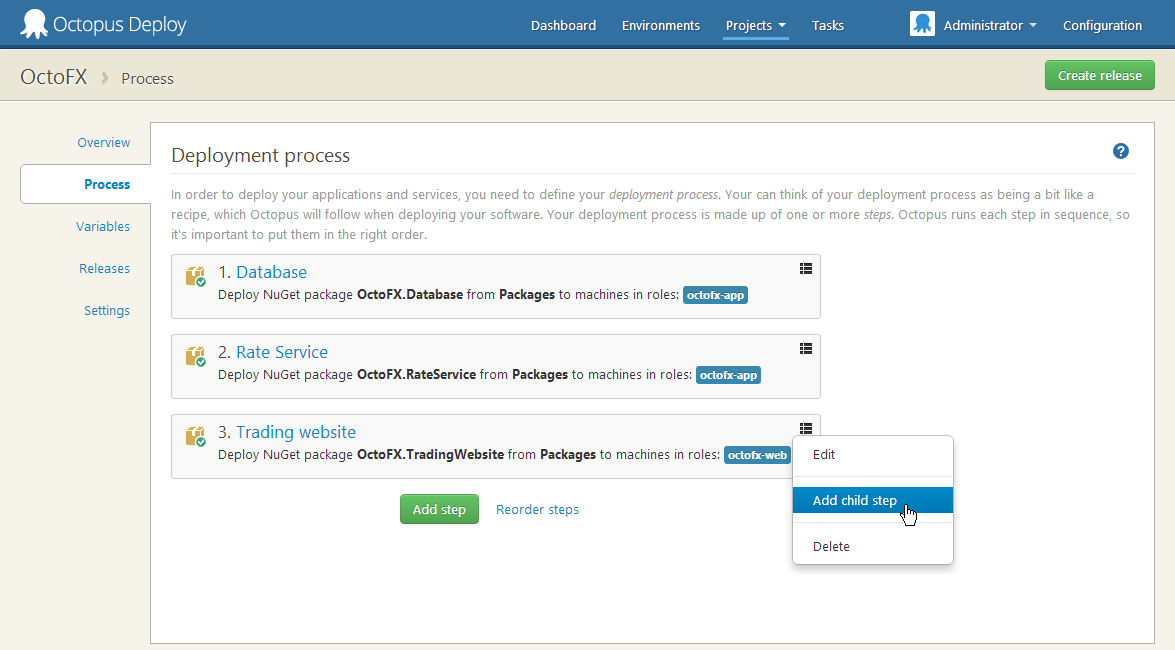 Octopus Deploy
Dashboard Environments Projects Tasks Administrator Configuration
OctoFX Process
Create release
Overview
Process
Variables
Releases
Settings
Deployment process
?
In order to deploy your applications and services, you need to define your deployment process. Your can think of your deployment process as being a bit like a
recipe, which Octopus will follow when deploying your software. Your deployment process is made up of one or more steps. Octopus runs each step in sequence, so
it's important to put them in the right order.
1. Database
Deploy NuGet package OctoFX.Database from Packages to machines in roles: octofx-app
2. Rate Service
Deploy NuGet package OctoFX.RateService from Packages to machines in roles: octofx-app
3. Trading website
Deploy NuGet package OctoFX.TradingWebsite from Packages to machines in roles: octofx-web
Edit
Add child step
Delete
Add step Reorder steps